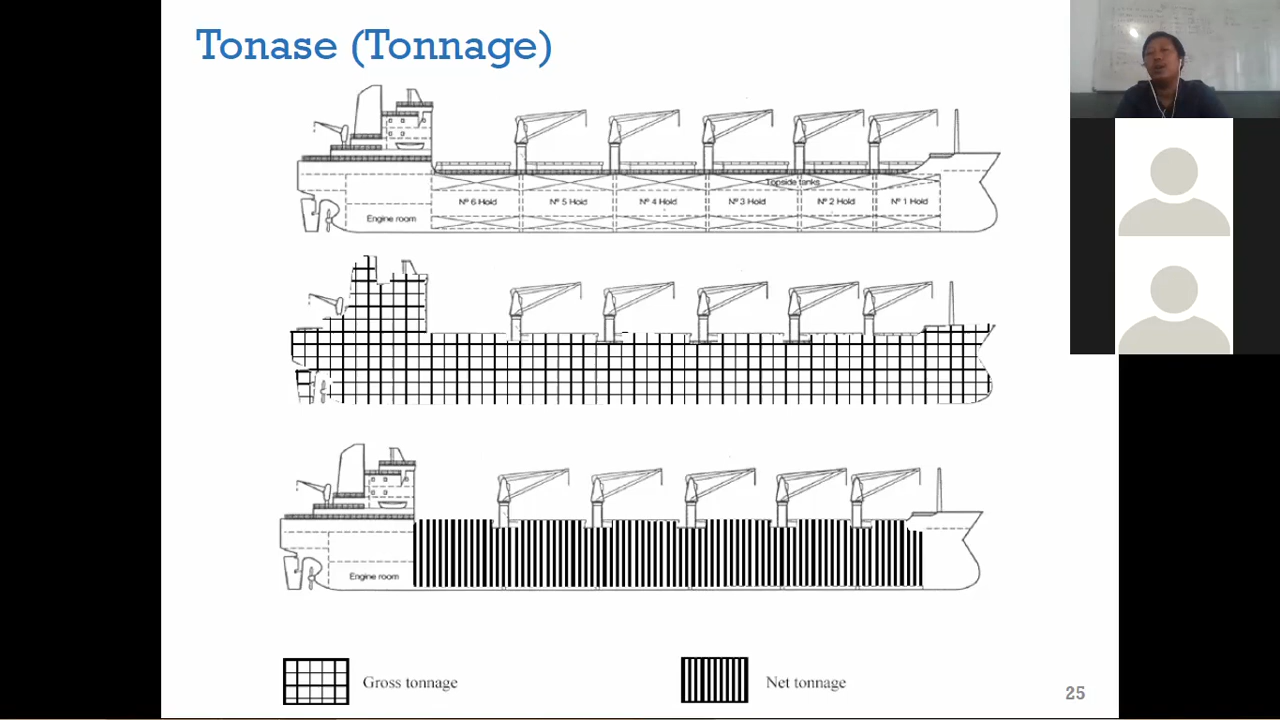 Tonase (Tonnage)
Topside tanks
Nº 6 Hold
Nº 5 Hold
Nº 4 Hold
Nº 3 Hold
Nº 2 Hold
Nº 1 Hold
Engine room
Engine room
Gross tonnage
Net tonnage
25